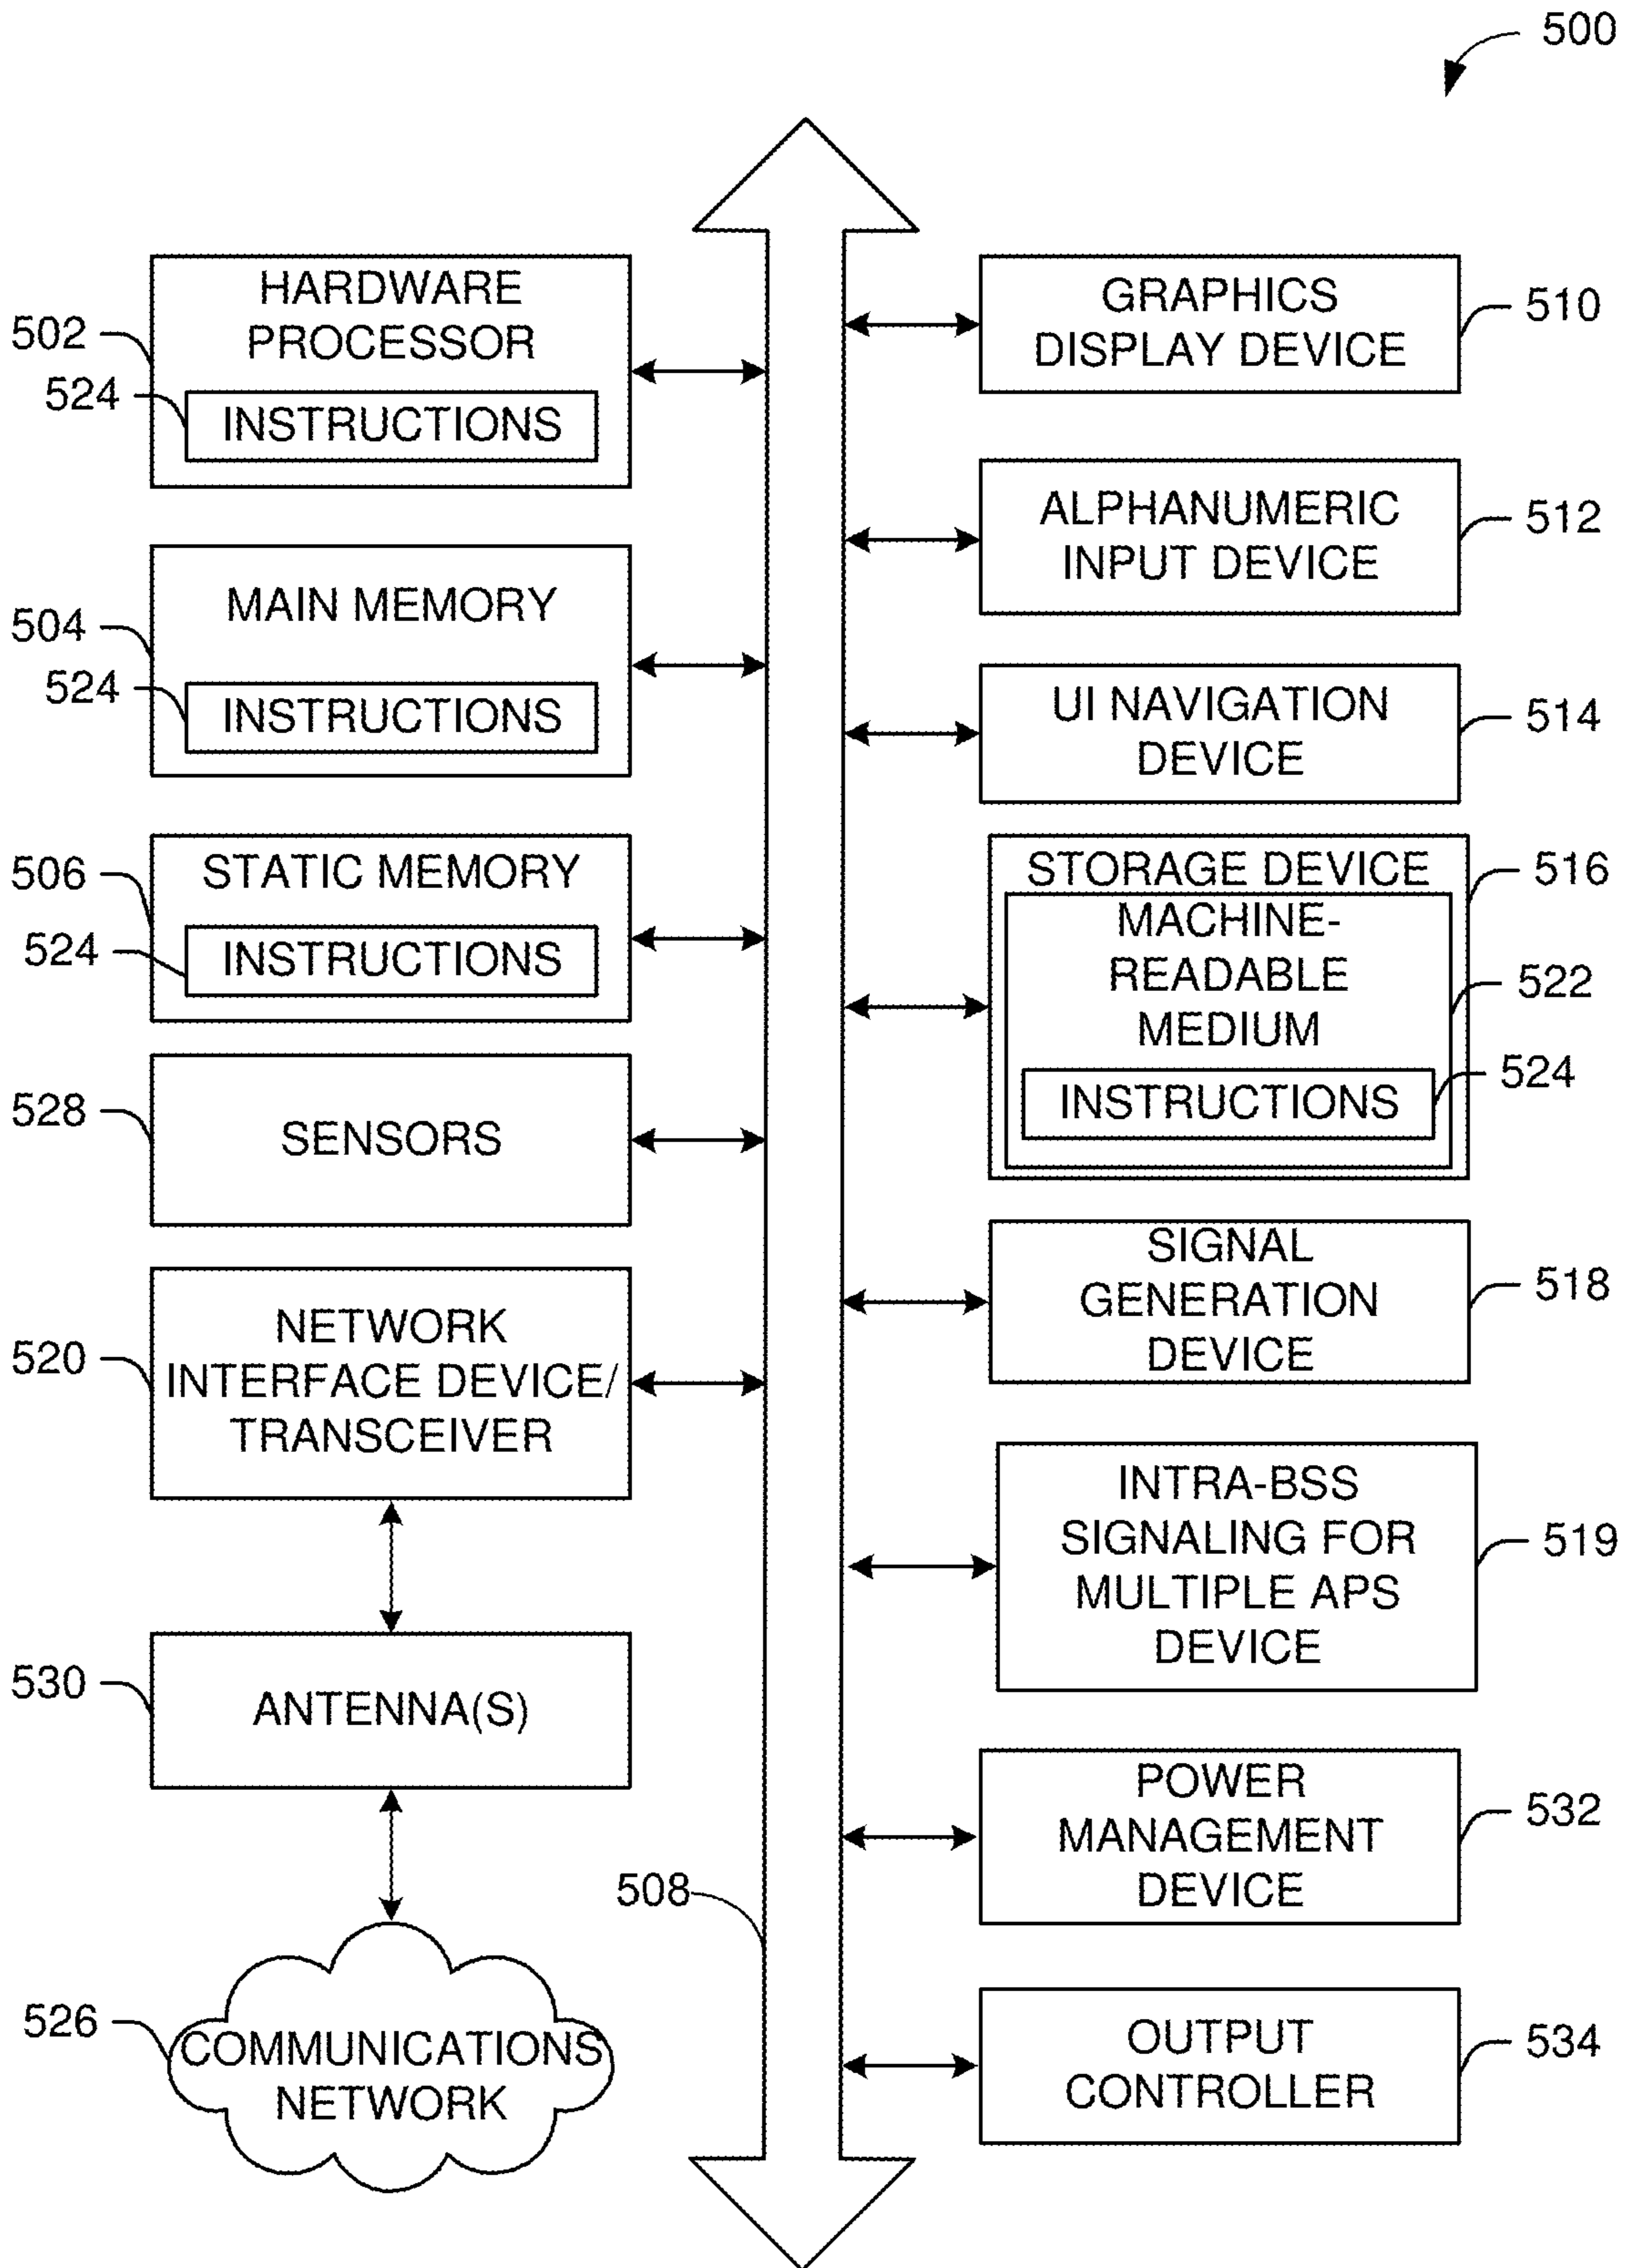 500
HARDWARE
PROCESSOR
502
524
INSTRUCTIONS
MAIN MEMORY
504
524
INSTRUCTIONS
STATIC MEMORY
506
524
INSTRUCTIONS
528
SENSORS
NETWORK
520
INTERFACE DEVICE/
TRANSCEIVER
530
ANTENNA(S)
508
526
COMMUNICATIONS
NETWORK
GRAPHICS
DISPLAY DEVICE
510
ALPHANUMERIC
INPUT DEVICE
512
UI NAVIGATION
DEVICE
514
STORAGE DEVICE
516
MACHINE-
READABLE
MEDIUM
522
INSTRUCTIONS
524
SIGNAL
GENERATION
DEVICE
518
INTRA-BSS
SIGNALING FOR
MULTIPLE APS
DEVICE
519
POWER
MANAGEMENT
DEVICE
532
OUTPUT
CONTROLLER
534